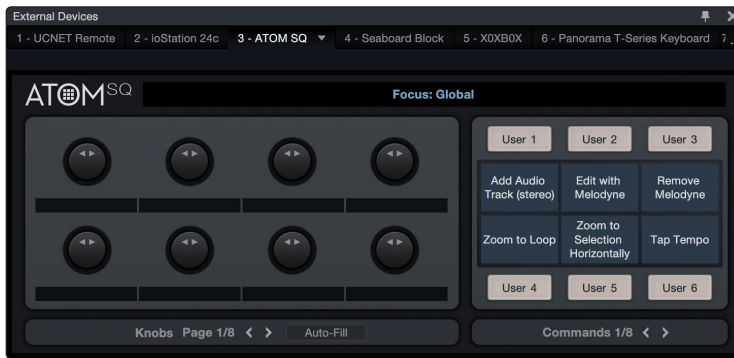 External Devices
1 - UCNET Remote 2 - ioStation 24c 3 - ATOM SQ 4 - Seaboard Block 5 - X0XB0X 6 - Panorama T-Series Keyboard 7
ATOM SQ
Focus: Global
User 1 User 2 User 3
Add Audio Track (stereo) Edit with Melodyne Remove Melodyne
Zoom to Loop Zoom to Selection Horizontally Tap Tempo
User 4 User 5 User 6
Knobs Page 1/8 Auto-Fill
Commands 1/8